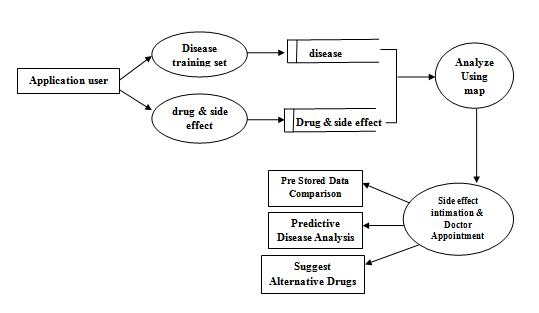 Disease
training set
disease
Application user
Analyze
Using
map
drug & side
effect
Drug & side effect
Pre Stored Data
Comparison
Side effect
intimation &
Doctor
Appointment
Predictive
Disease Analysis
Suggest
Alternative Drugs